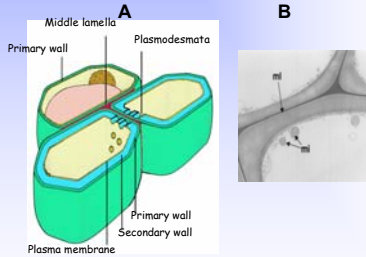 A
B
Middle lamella
Plasmodesmata
Primary wall
ml
ml
Primary wall
Secondary wall
Plasma membrane